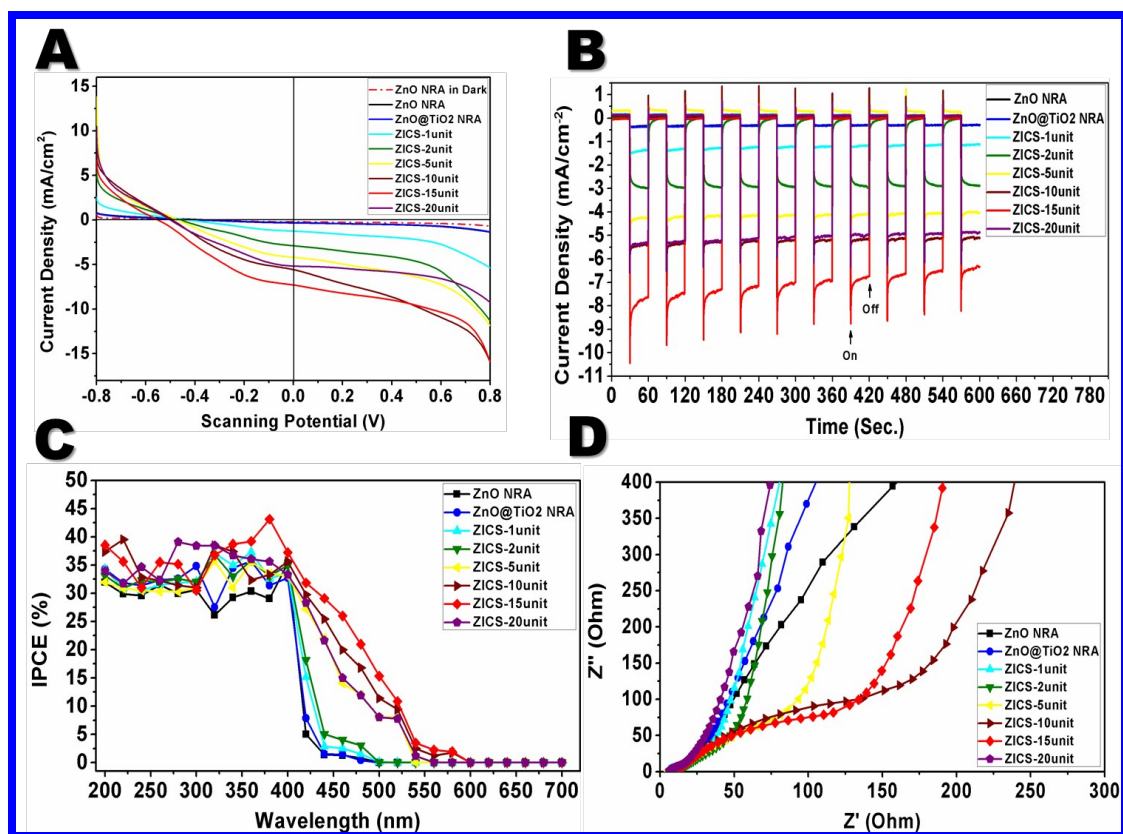 A
15
10
5
0
-5
-10
-15
-0.8 -0.6 -0.4 -0.2 0.0 0.2 0.4 0.6 0.8
Current Density (mA/cm²)
Scanning Potential (V)
ZnO NRA in Dark
ZnO NRA
ZnO@TiO2 NRA
ZICS-1unit
ZICS-2unit
ZICS-5unit
ZICS-10unit
ZICS-15unit
ZICS-20unit
B
1
0
-1
-2
-3
-4
-5
-6
-7
-8
-9
-10
-11
0 60 120 180 240 300 360 420 480 540 600 660 720 780
Current Density (mA/cm⁻²)
Time (Sec.)
ZnO NRA
ZnO@TiO2 NRA
ZICS-1unit
ZICS-2unit
ZICS-5unit
ZICS-10unit
ZICS-15unit
ZICS-20unit
Off
On
C
50
45
40
35
30
25
20
15
10
5
0
200 250 300 350 400 450 500 550 600 650 700
IPCE (%)
Wavelength (nm)
ZnO NRA
ZnO@TiO2 NRA
ZICS-1unit
ZICS-2unit
ZICS-5unit
ZICS-10unit
ZICS-15unit
ZICS-20unit
D
400
350
300
250
200
150
100
50
0
0 50 100 150 200 250 300
Z'' (Ohm)
Z' (Ohm)
ZnO NRA
ZnO@TiO2 NRA
ZICS-1unit
ZICS-2unit
ZICS-5unit
ZICS-10unit
ZICS-15unit
ZICS-20unit